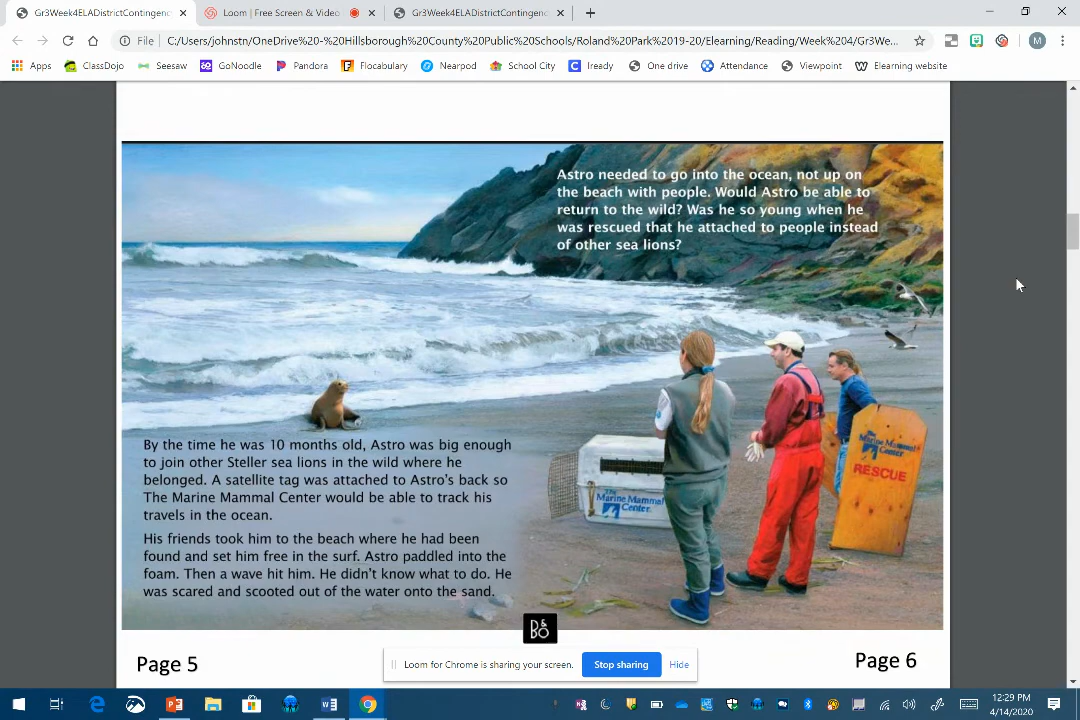 Gr3Week4ELADistrictContingenc
Loom | Free Screen & Video
Gr3Week4ELADistrictContingenc
File
C:/Users/johnstn/OneDrive%20-%20Hillsborough%20County%20Public%20Schools/Roland%20Park%2019-20/Elearning/Reading/Week%204/Gr3We...
M
Apps
ClassDojo
Seesaw
GoNoodle
Pandora
Flocabulary
Nearpod
School City
Iready
One drive
Attendance
Viewpoint
Elearning website
Astro needed to go into the ocean, not up on
the beach with people. Would Astro be able to
return to the wild? Was he so young when he
was rescued that he attached to people instead
of other sea lions?
By the time he was 10 months old, Astro was big enough
to join other Steller sea lions in the wild where he
belonged. A satellite tag was attached to Astro's back so
The Marine Mammal Center would be able to track his
travels in the ocean.
His friends took him to the beach where he had been
found and set him free in the surf. Astro paddled into the
foam. Then a wave hit him. He didn't know what to do. He
was scared and scooted out of the water onto the sand.
The
Marine Mammal
Center
The
Marine Mammal
Center
RESCUE
B&O
Page 5
Page 6
Loom for Chrome is sharing your screen.
Stop sharing
Hide
12:29 PM
4/14/2020